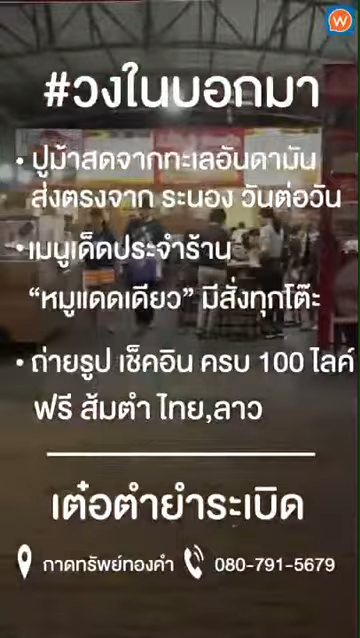 #วงในบอกมา
• ปูม้าสดจากทะเลอันดามัน
ส่งตรงจาก ระนอง วันต่อวัน
• เมนูเด็ดประจำร้าน
“หมูแดดเดียว” มีสั่งทุกโต๊ะ
• ถ่ายรูป เช็คอิน ครบ 100 ไลค์
ฟรี ส้มตำ ไทย,ลาว
เต๋อตำยำระเบิด
กาดทรัพย์ทองคำ 080-791-5679